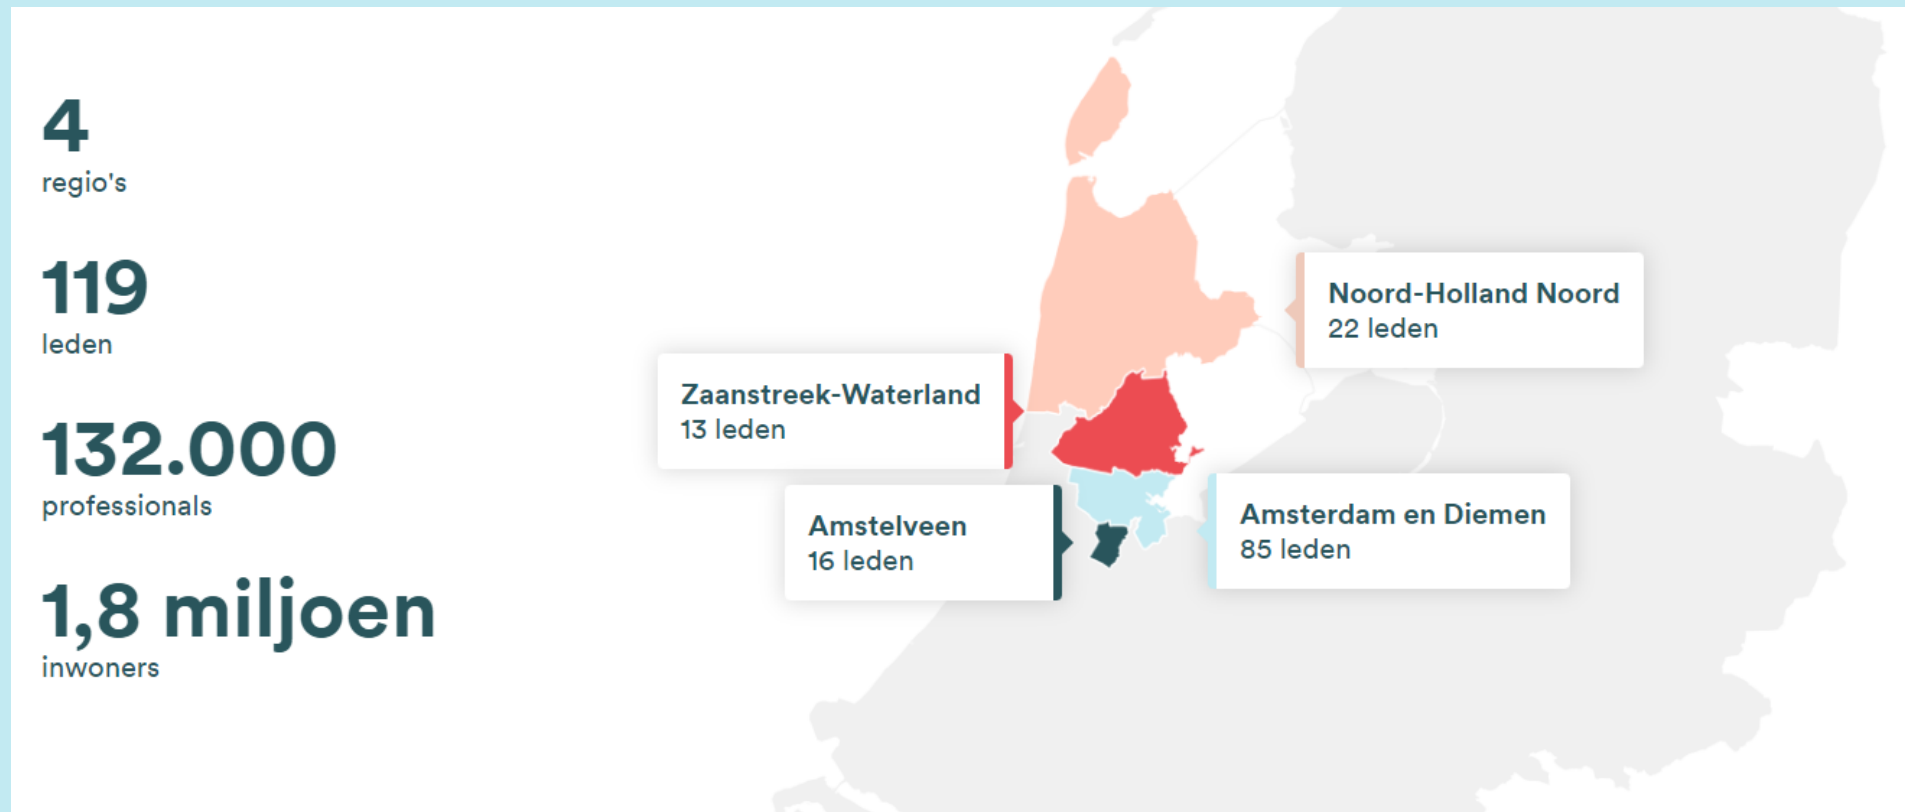 4
regio's
119
leden
132.000
professionals
1,8 miljoen
inwoners
Noord-Holland Noord
22 leden
Zaanstreek-Waterland
13 leden
Amstelveen
16 leden
Amsterdam en Diemen
85 leden